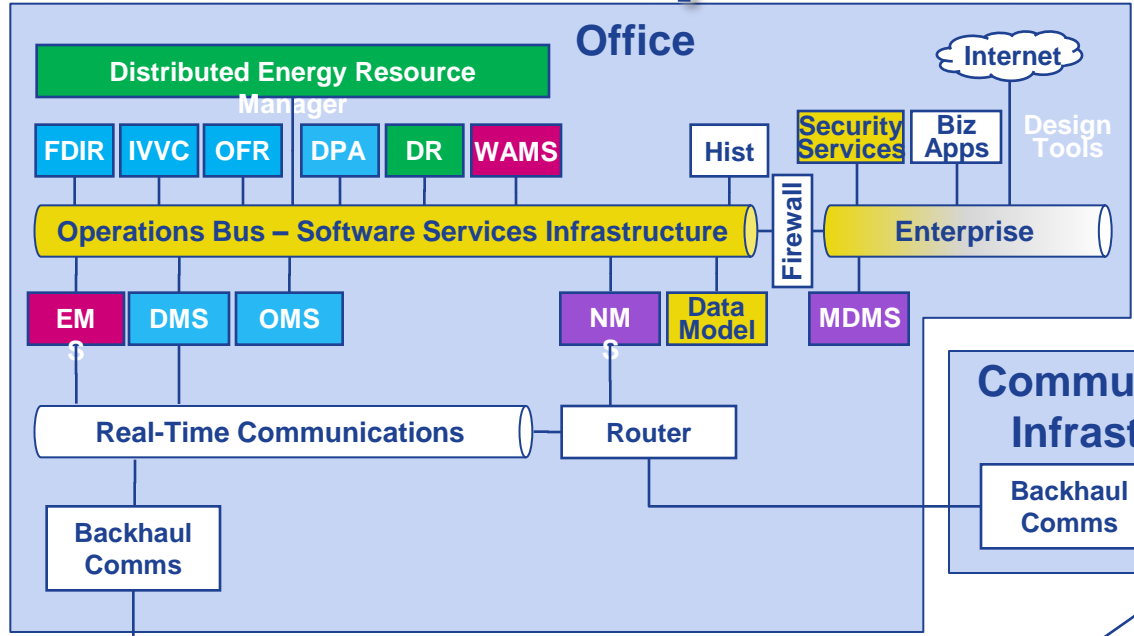 Office
Internet
Distributed Energy Resource
Manager
FDIR
IVVC
OFR
DPA
DR
WAMS
Hist
Security
Services
Biz
Apps
Design
Tools
Operations Bus – Software Services Infrastructure
Firewall
Enterprise
EM
S
DMS
OMS
NM
S
Data
Model
MDMS
Commu
Infrast
Real-Time Communications
Router
Backhaul
Comms
Backhaul
Comms